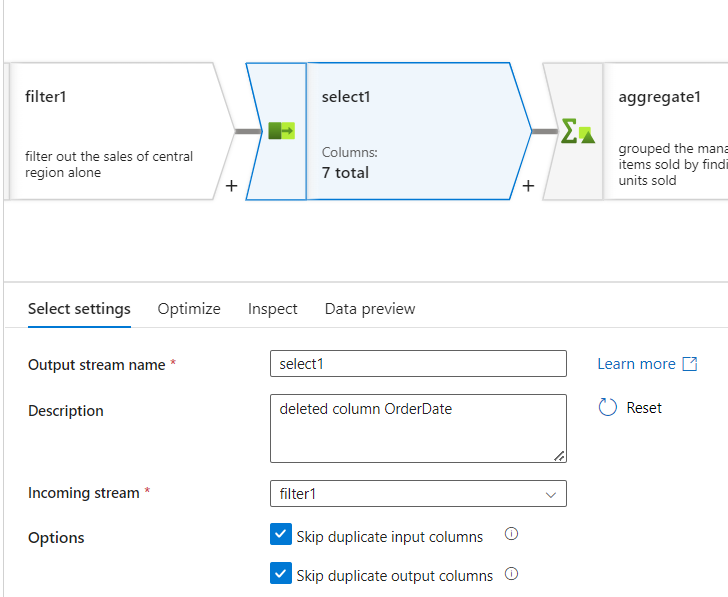 filter1
filter out the sales of central
region alone
+
select1
Columns:
7 total
+
aggregate1
grouped the
items sold by
units sold
Select settings
Optimize
Inspect
Data preview
Output stream name *
select1
Learn more
Description
deleted column OrderDate
Reset
Incoming stream *
filter1
Options
Skip duplicate input columns
Skip duplicate output columns